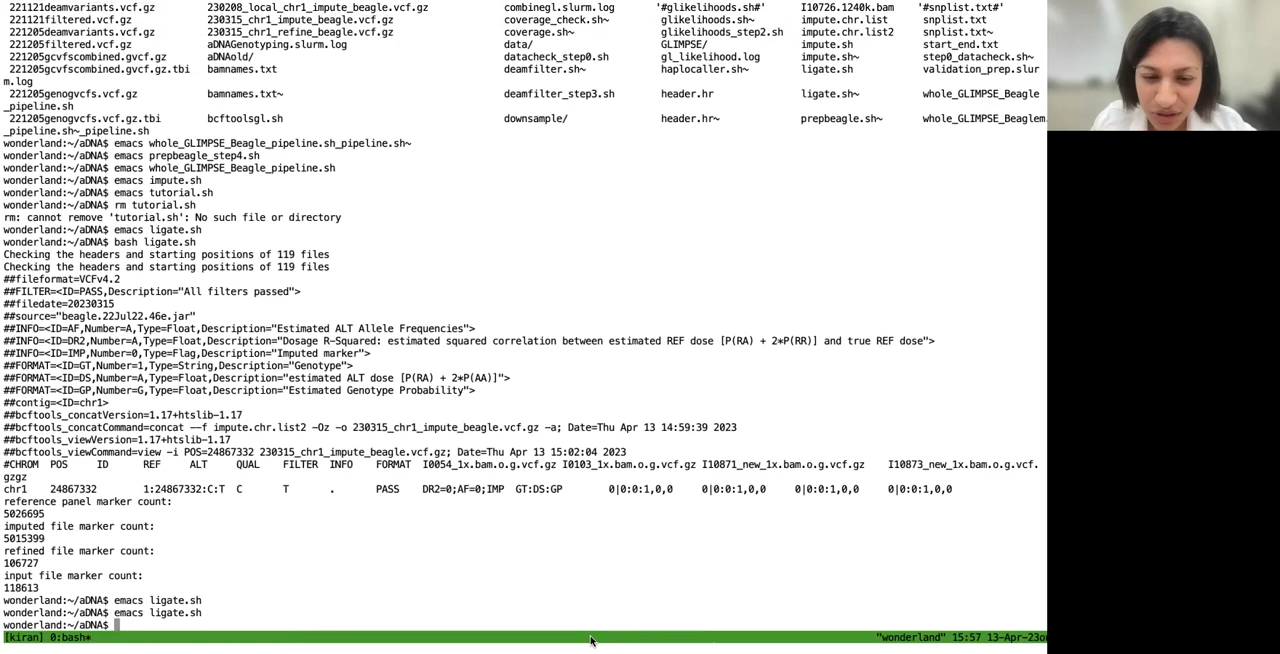 221121deamvariants.vcf.gz 230208_local_chr1_impute_beagle.vcf.gz combinegl.slurm.log '#glikelihoods.sh#' I10726.1240k.bam '#snplist.txt#'
221121filtered.vcf.gz 230315_chr1_impute_beagle.vcf.gz coverage_check.sh~ glikelihoods.sh~ impute.chr.list snplist.txt
221205deamvariants.vcf.gz 230315_chr1_refine_beagle.vcf.gz coverage.sh~ glikelihoods_step2.sh impute.chr.list2 snplist.txt~
221205filtered.vcf.gz aDNAGenotyping.slurm.log data/ GLIMPSE/ impute.sh start_end.txt
221205gcvfscombined.gvcf.gz aDNAold/ datacheck_step0.sh gl_likelihood.log impute.sh~ step0_datacheck.sh~
221205gcvfscombined.gvcf.gz.tbi bamnames.txt deamfilter.sh~ haplocaller.sh~ ligate.sh validation_prep.slur
m.log
221205genogvcfs.vcf.gz bamnames.txt~ deamfilter_step3.sh header.hr ligate.sh~ whole_GLIMPSE_Beagle
_pipeline.sh
221205genogvcfs.vcf.gz.tbi bcftoolsgl.sh downsample/ header.hr~ prepbeagle.sh~ whole_GLIMPSE_Beaglem
_pipeline.sh~_pipeline.sh
wonderland:~/aDNA$ emacs whole_GLIMPSE_Beagle_pipeline.sh_pipeline.sh~
wonderland:~/aDNA$ emacs prepbeagle_step4.sh
wonderland:~/aDNA$ emacs whole_GLIMPSE_Beagle_pipeline.sh
wonderland:~/aDNA$ emacs impute.sh
wonderland:~/aDNA$ emacs tutorial.sh
wonderland:~/aDNA$ rm tutorial.sh
rm: cannot remove 'tutorial.sh': No such file or directory
wonderland:~/aDNA$ emacs ligate.sh
wonderland:~/aDNA$ bash ligate.sh
Checking the headers and starting positions of 119 files
Checking the headers and starting positions of 119 files
##fileformat=VCFv4.2
##FILTER=<ID=PASS,Description="All filters passed">
##filedate=20230315
##source="beagle.22Jul22.46e.jar"
##INFO=<ID=AF,Number=A,Type=Float,Description="Estimated ALT Allele Frequencies">
##INFO=<ID=DR2,Number=A,Type=Float,Description="Dosage R-Squared: estimated squared correlation between estimated REF dose [P(RA) + 2*P(RR)] and true REF dose">
##INFO=<ID=IMP,Number=0,Type=Flag,Description="Imputed marker">
##FORMAT=<ID=GT,Number=1,Type=String,Description="Genotype">
##FORMAT=<ID=DS,Number=A,Type=Float,Description="estimated ALT dose [P(RA) + 2*P(AA)]">
##FORMAT=<ID=GP,Number=G,Type=Float,Description="Estimated Genotype Probability">
##contig=<ID=chr1>
##bcftools_concatVersion=1.17+htslib-1.17
##bcftools_concatCommand=concat --f impute.chr.list2 -Oz -o 230315_chr1_impute_beagle.vcf.gz -a; Date=Thu Apr 13 14:59:39 2023
##bcftools_viewVersion=1.17+htslib-1.17
##bcftools_viewCommand=view -i POS=24867332 230315_chr1_impute_beagle.vcf.gz; Date=Thu Apr 13 15:02:04 2023
#CHROM POS ID REF ALT QUAL FILTER INFO FORMAT I0054_1x.bam.o.g.vcf.gz I0103_1x.bam.o.g.vcf.gz I10871_new_1x.bam.o.g.vcf.gz I10873_new_1x.bam.o.g.vcf.
gzgz
chr1 24867332 1:24867332:C:T C T . PASS DR2=0;AF=0;IMP GT:DS:GP 0|0:0:1,0,0 0|0:0:1,0,0 0|0:0:1,0,0 0|0:0:1,0,0
reference panel marker count:
5026695
imputed file marker count:
5015399
refined file marker count:
106727
input file marker count:
118613
wonderland:~/aDNA$ emacs ligate.sh
wonderland:~/aDNA$ emacs ligate.sh
wonderland:~/aDNA$
[kiran] 0:bash* "wonderland" 15:57 13-Apr-23